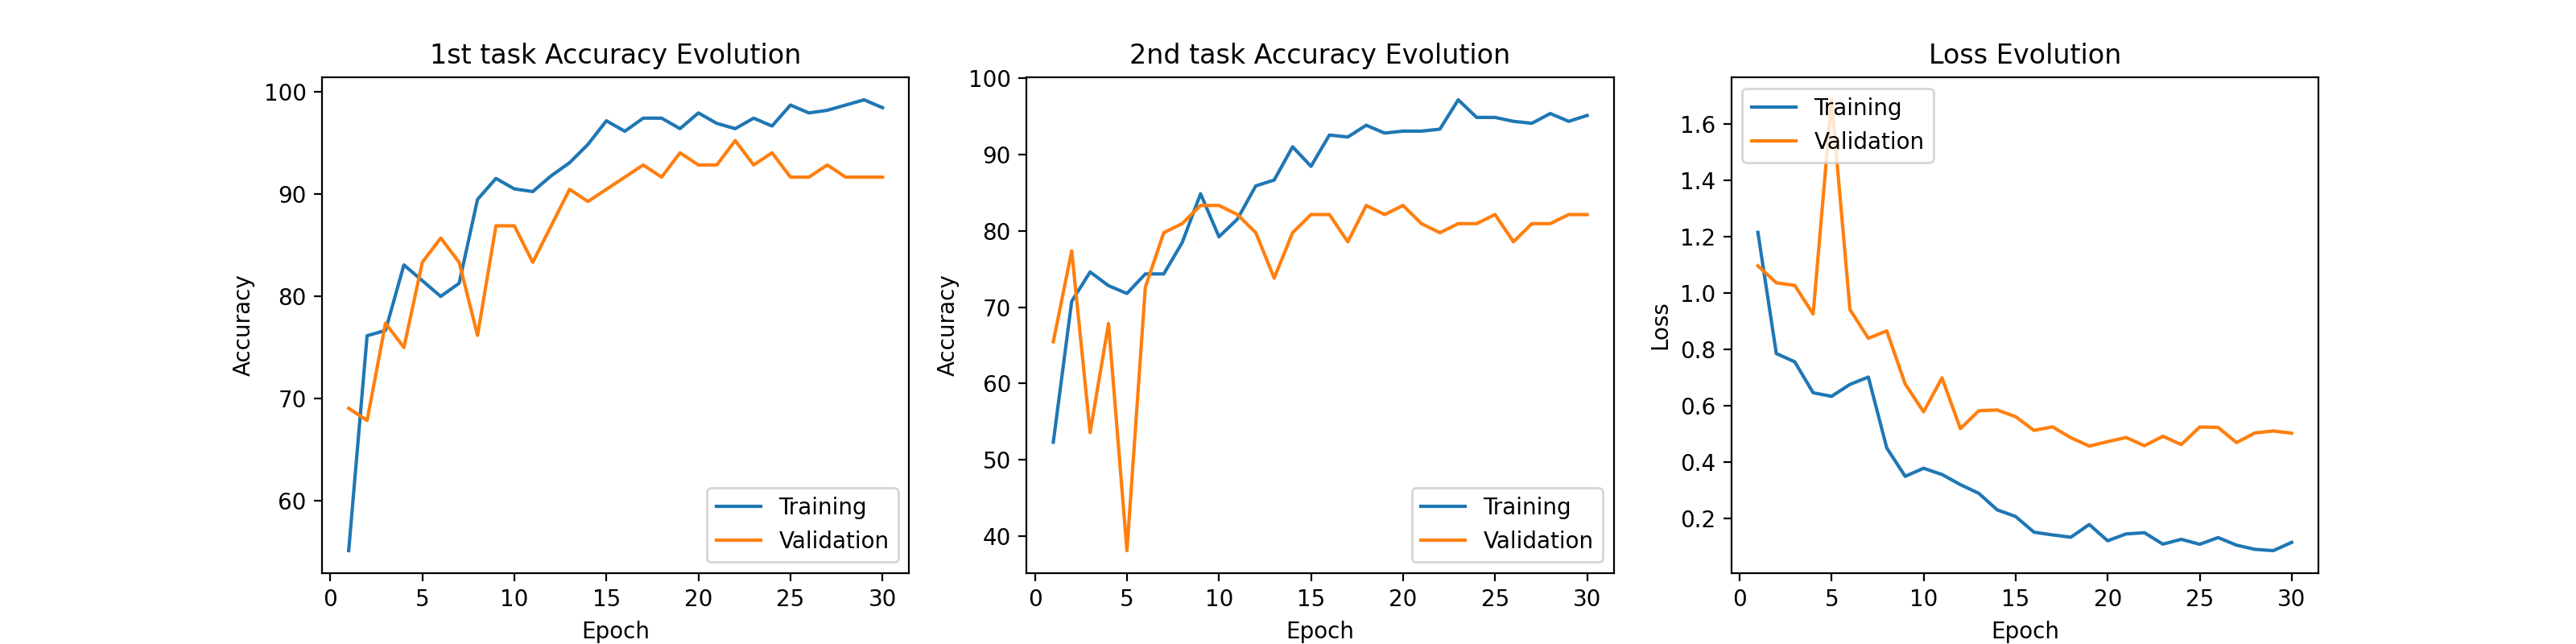 1st task Accuracy Evolution
100
90
80
70
60
Accuracy
0 5 10 15 20 25 30
Epoch
Training
Validation
2nd task Accuracy Evolution
100
90
80
70
60
50
40
Accuracy
0 5 10 15 20 25 30
Epoch
Training
Validation
Loss Evolution
1.6
1.4
1.2
1.0
0.8
0.6
0.4
0.2
Loss
0 5 10 15 20 25 30
Epoch
Training
Validation